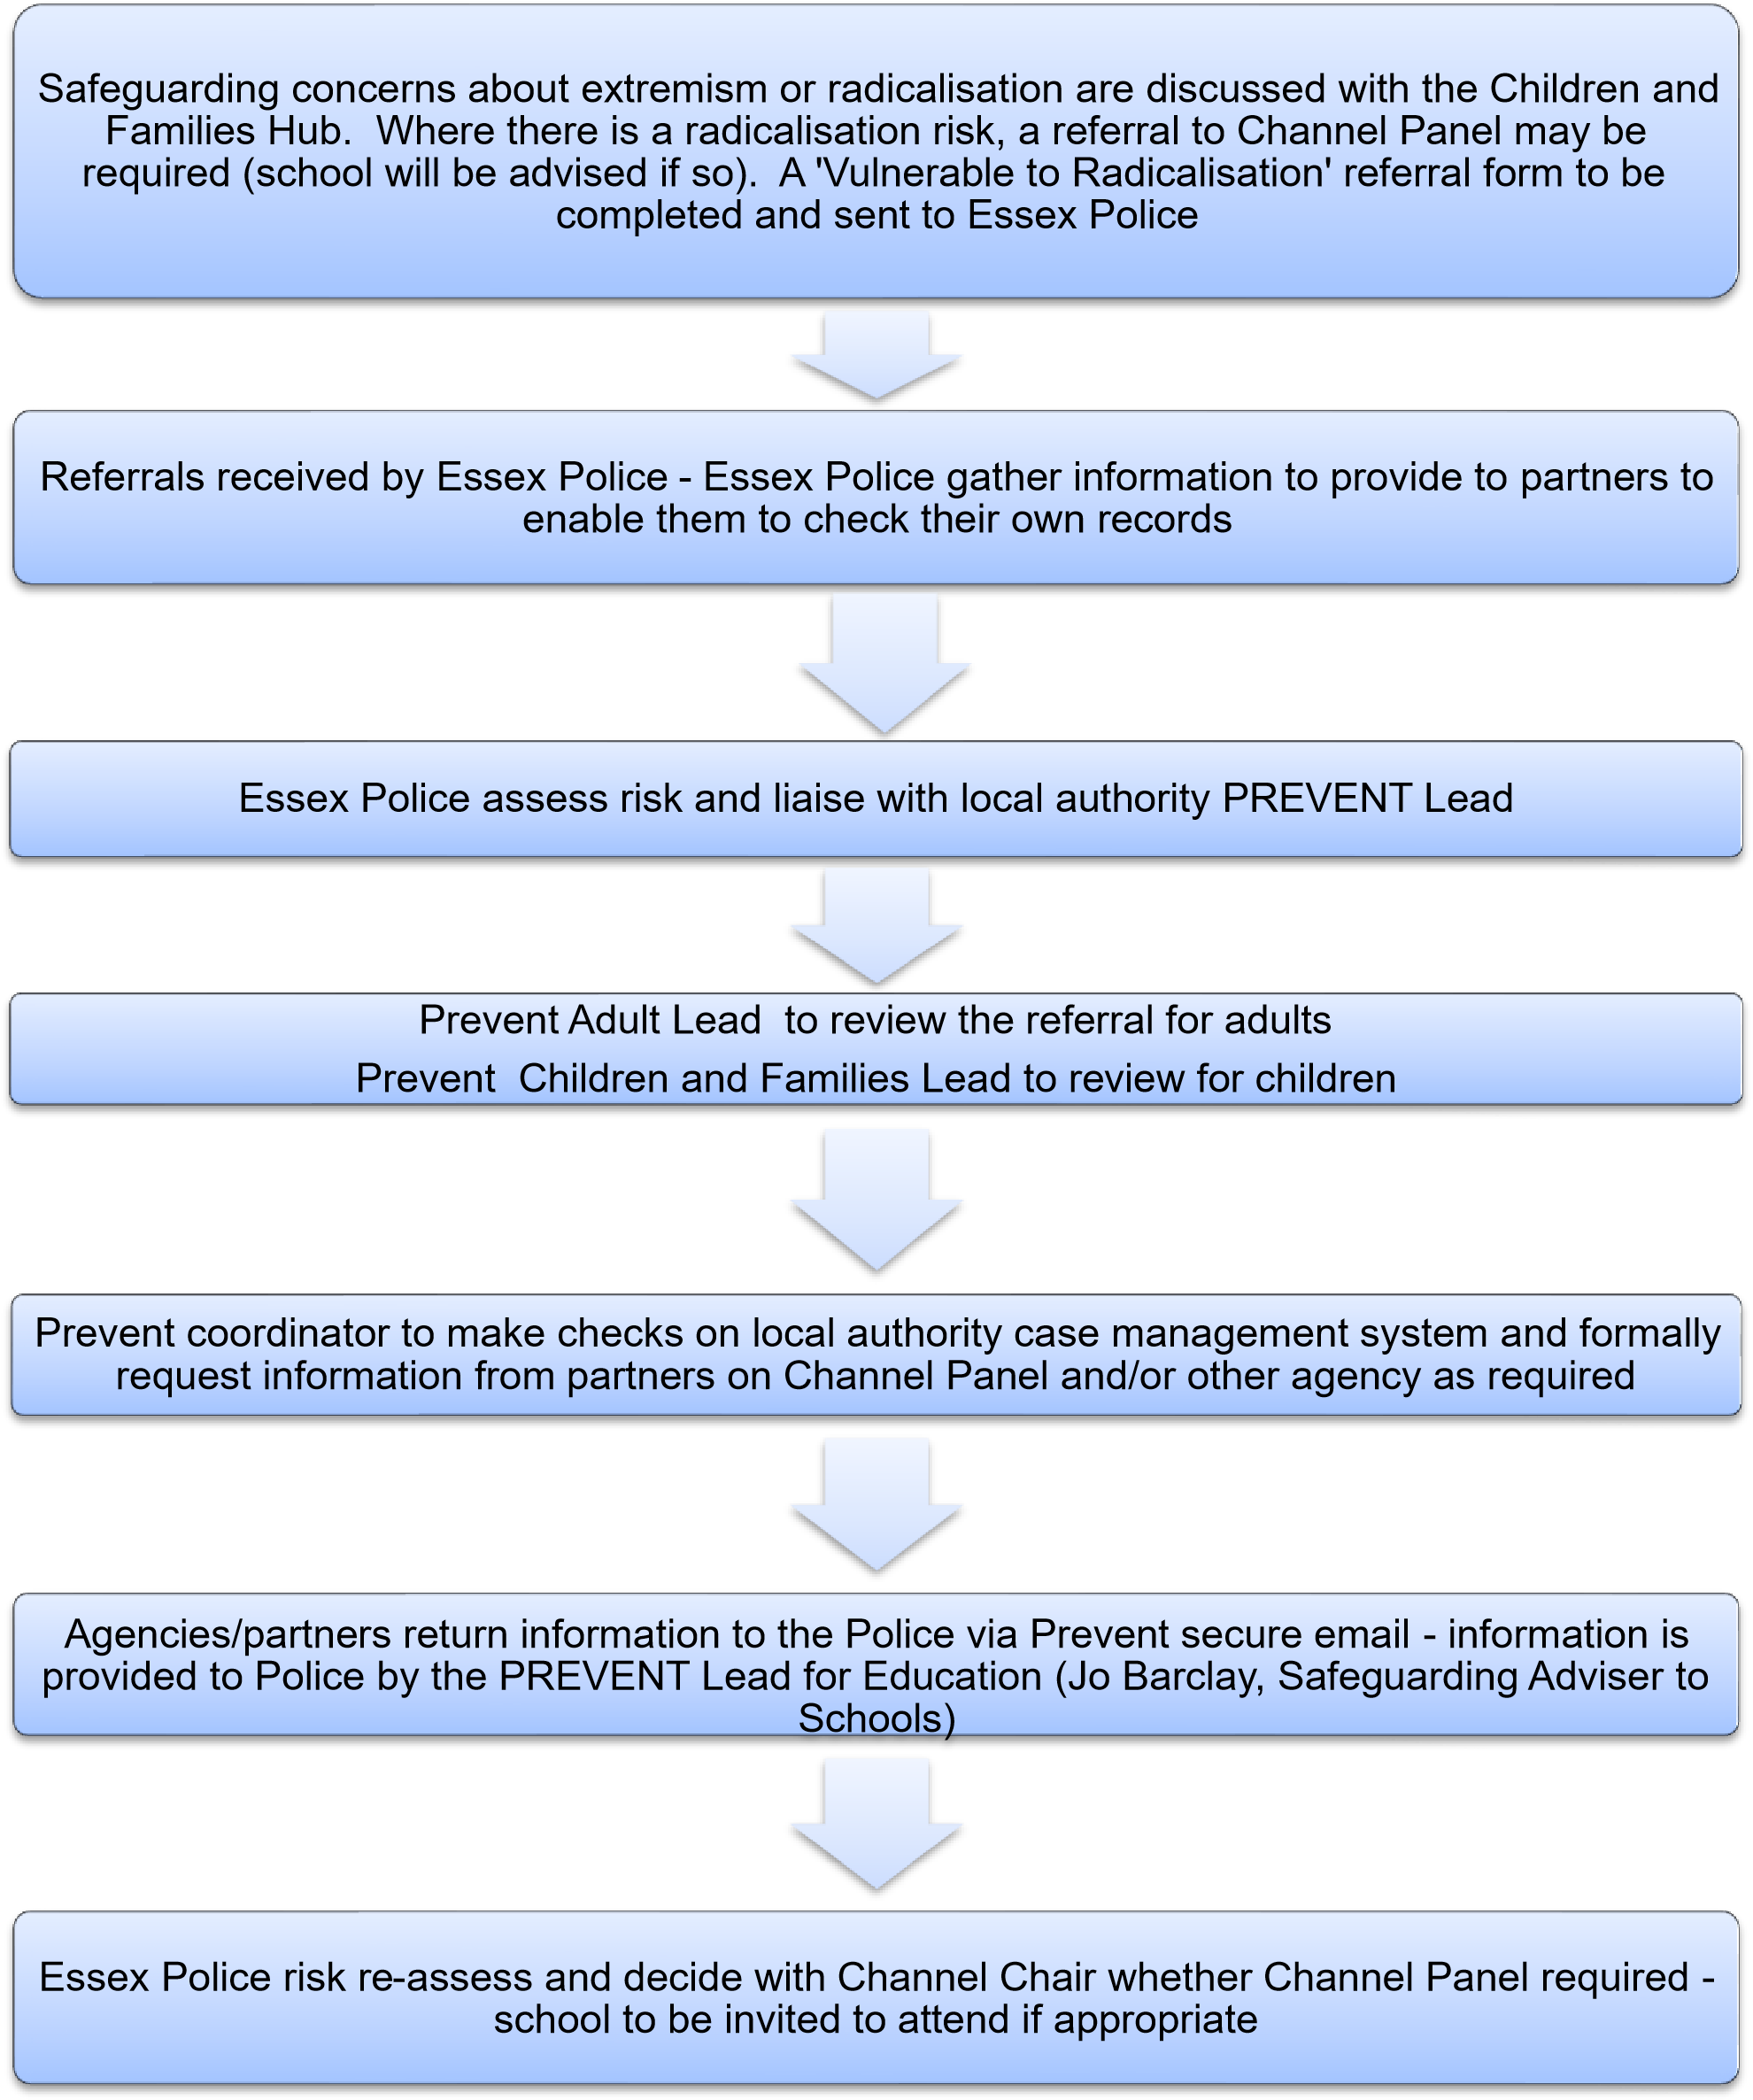 Safeguarding concerns about extremism or radicalisation are discussed with the Children and
Families Hub.  Where there is a radicalisation risk, a referral to Channel Panel may be
required (school will be advised if so).  A 'Vulnerable to Radicalisation' referral form to be
completed and sent to Essex Police
Referrals received by Essex Police - Essex Police gather information to provide to partners to
enable them to check their own records
Essex Police assess risk and liaise with local authority PREVENT Lead
Prevent Adult Lead  to review the referral for adults
Prevent  Children and Families Lead to review for children
Prevent coordinator to make checks on local authority case management system and formally
request information from partners on Channel Panel and/or other agency as required
Agencies/partners return information to the Police via Prevent secure email - information is
provided to Police by the PREVENT Lead for Education (Jo Barclay, Safeguarding Adviser to
Schools)
Essex Police risk re-assess and decide with Channel Chair whether Channel Panel required -
school to be invited to attend if appropriate